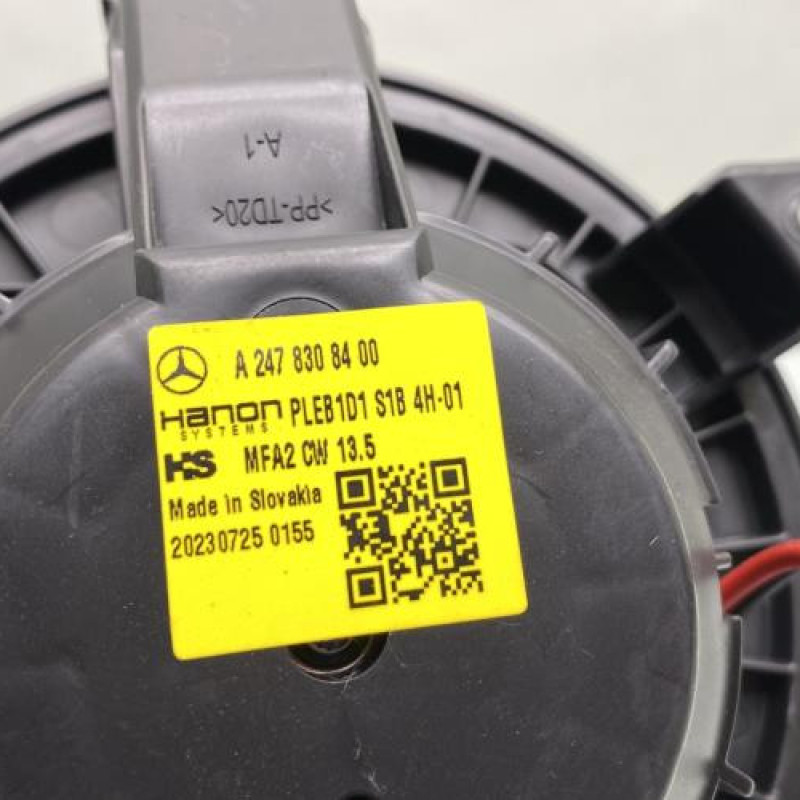 A-1
>PP-TD20<
A 247 830 84 00
Hanon PLEB1D1 S1B 4H-01
SYSTEMS
HS MFA2 CW 13.5
Made in Slovakia
20230725 0155